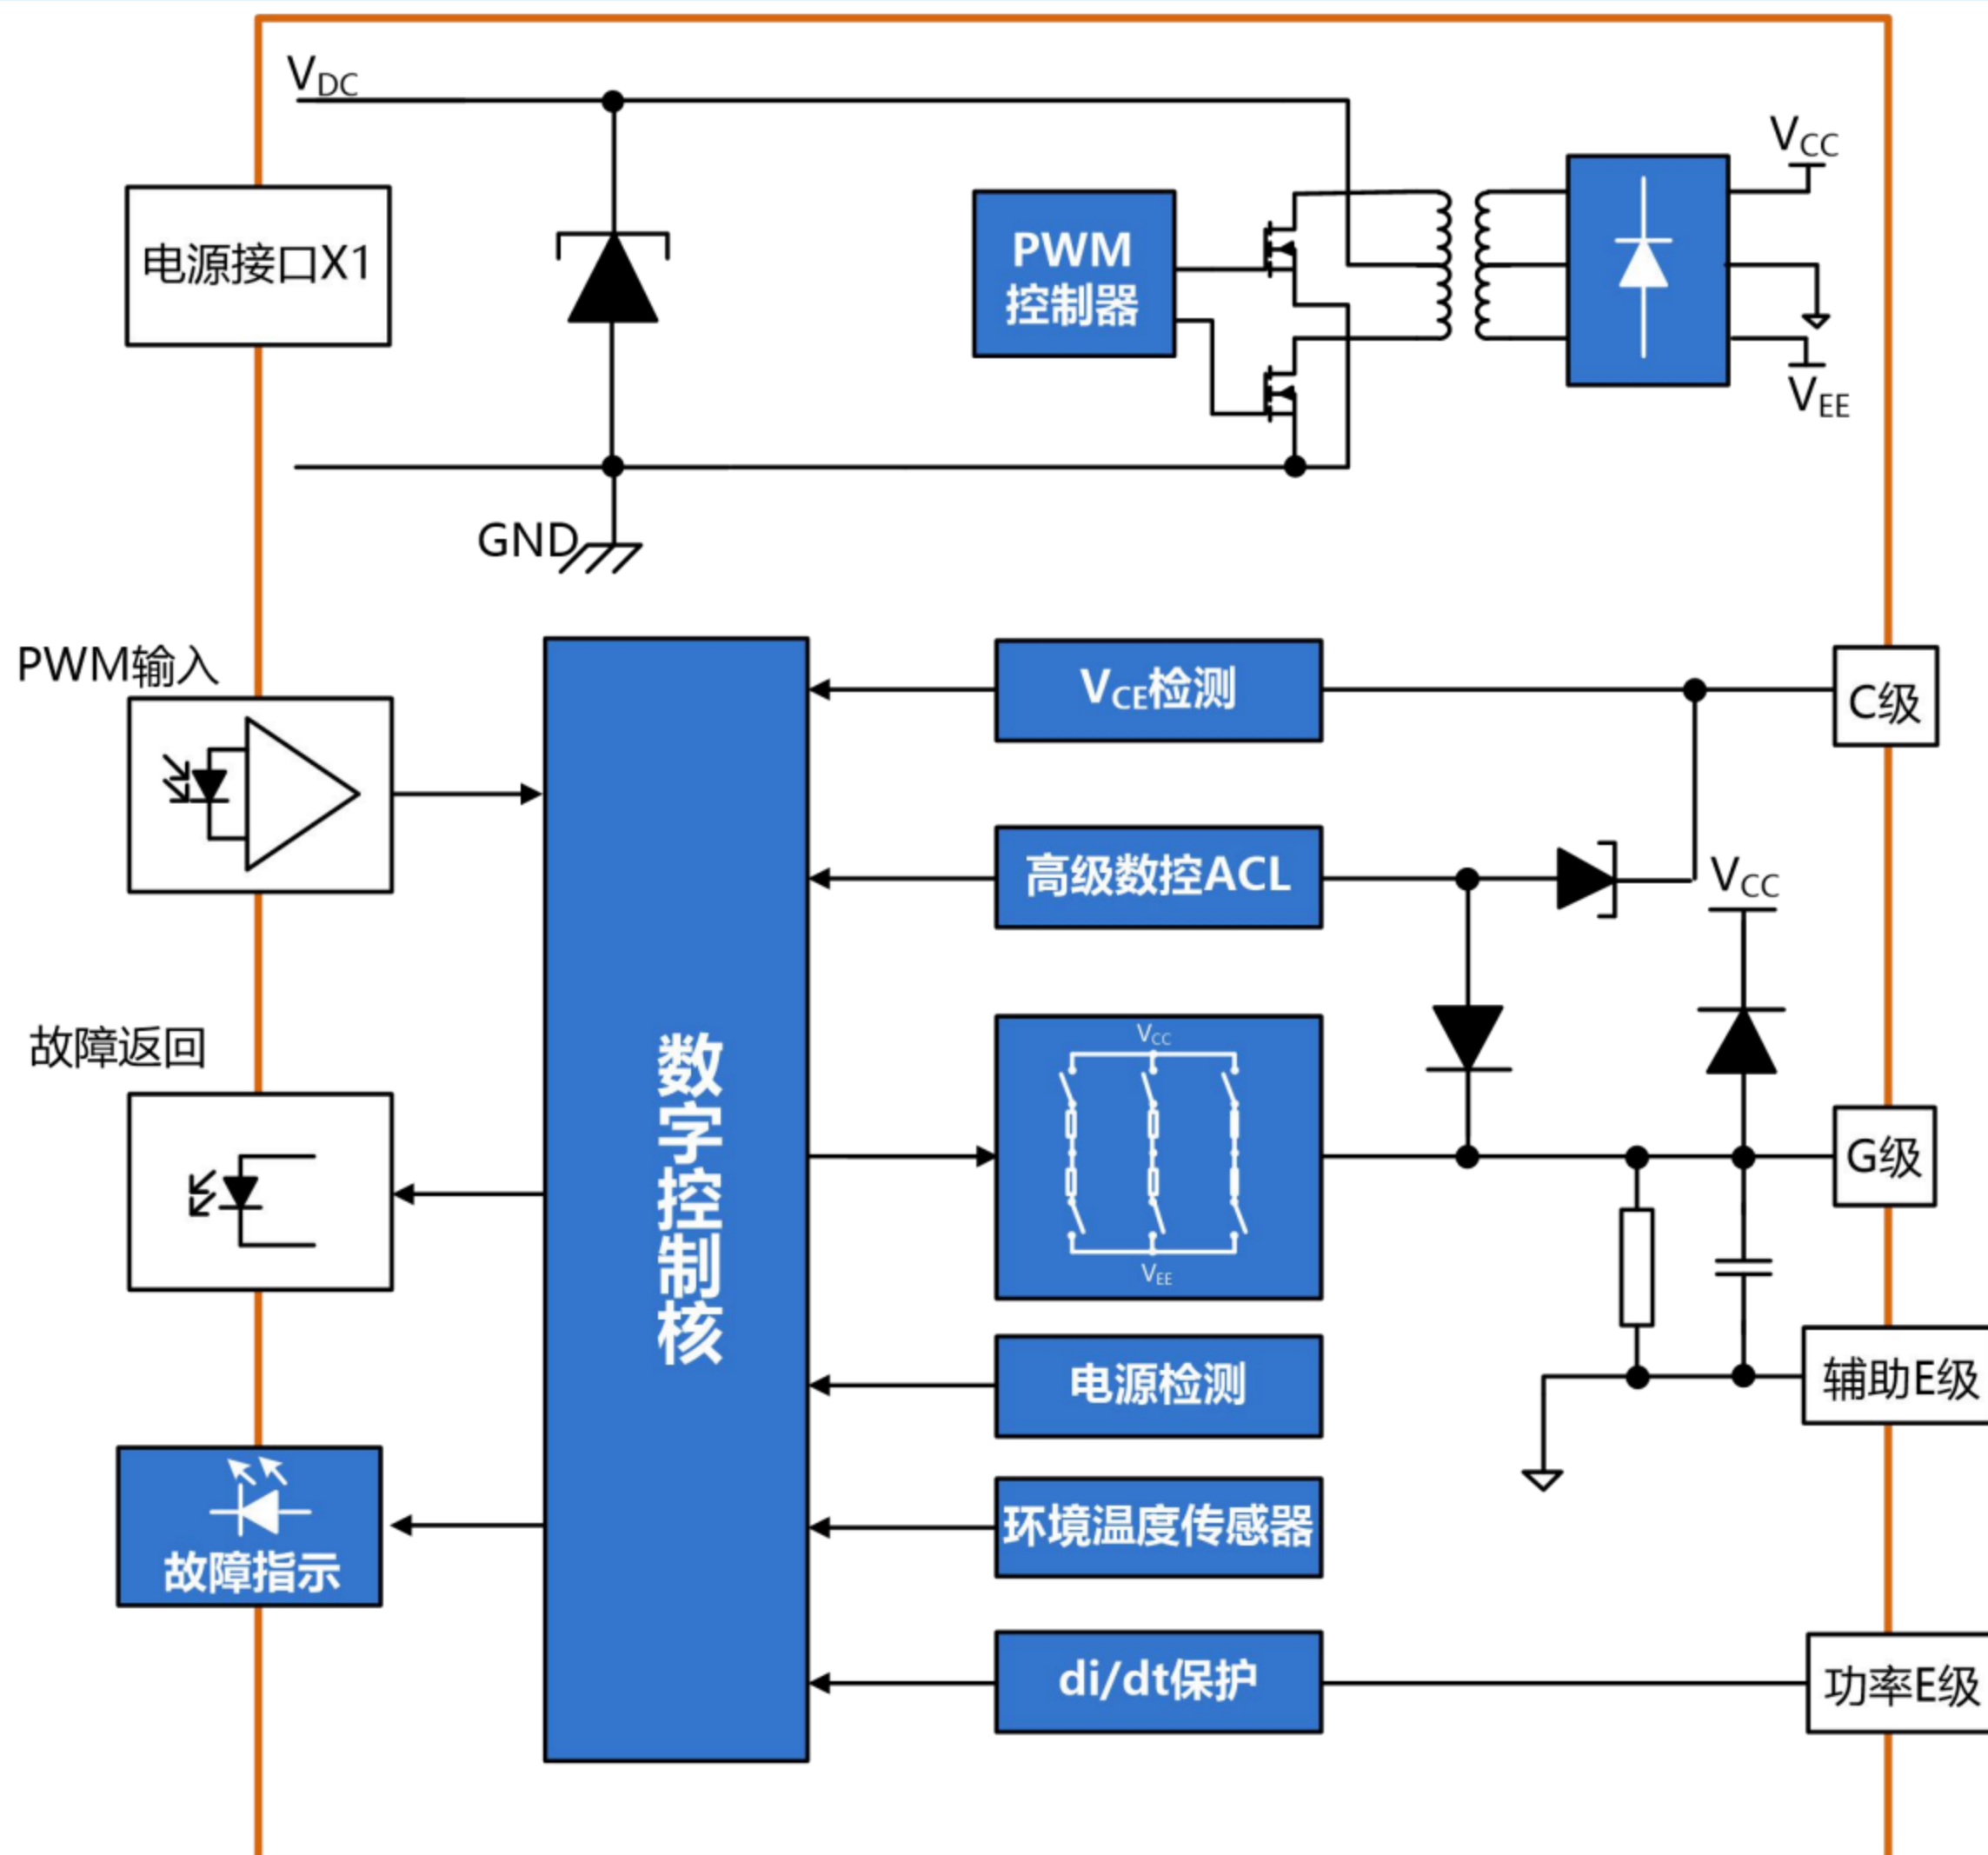 VDC
电源接口X1
PWM
控制器
VCC
VEE
GND
PWM输入
VCE检测
C级
高级数控ACL
VCC
故障返回
数字控制核
VCC
VEE
G级
电源检测
辅助E级
环境温度传感器
故障指示
di/dt保护
功率E级